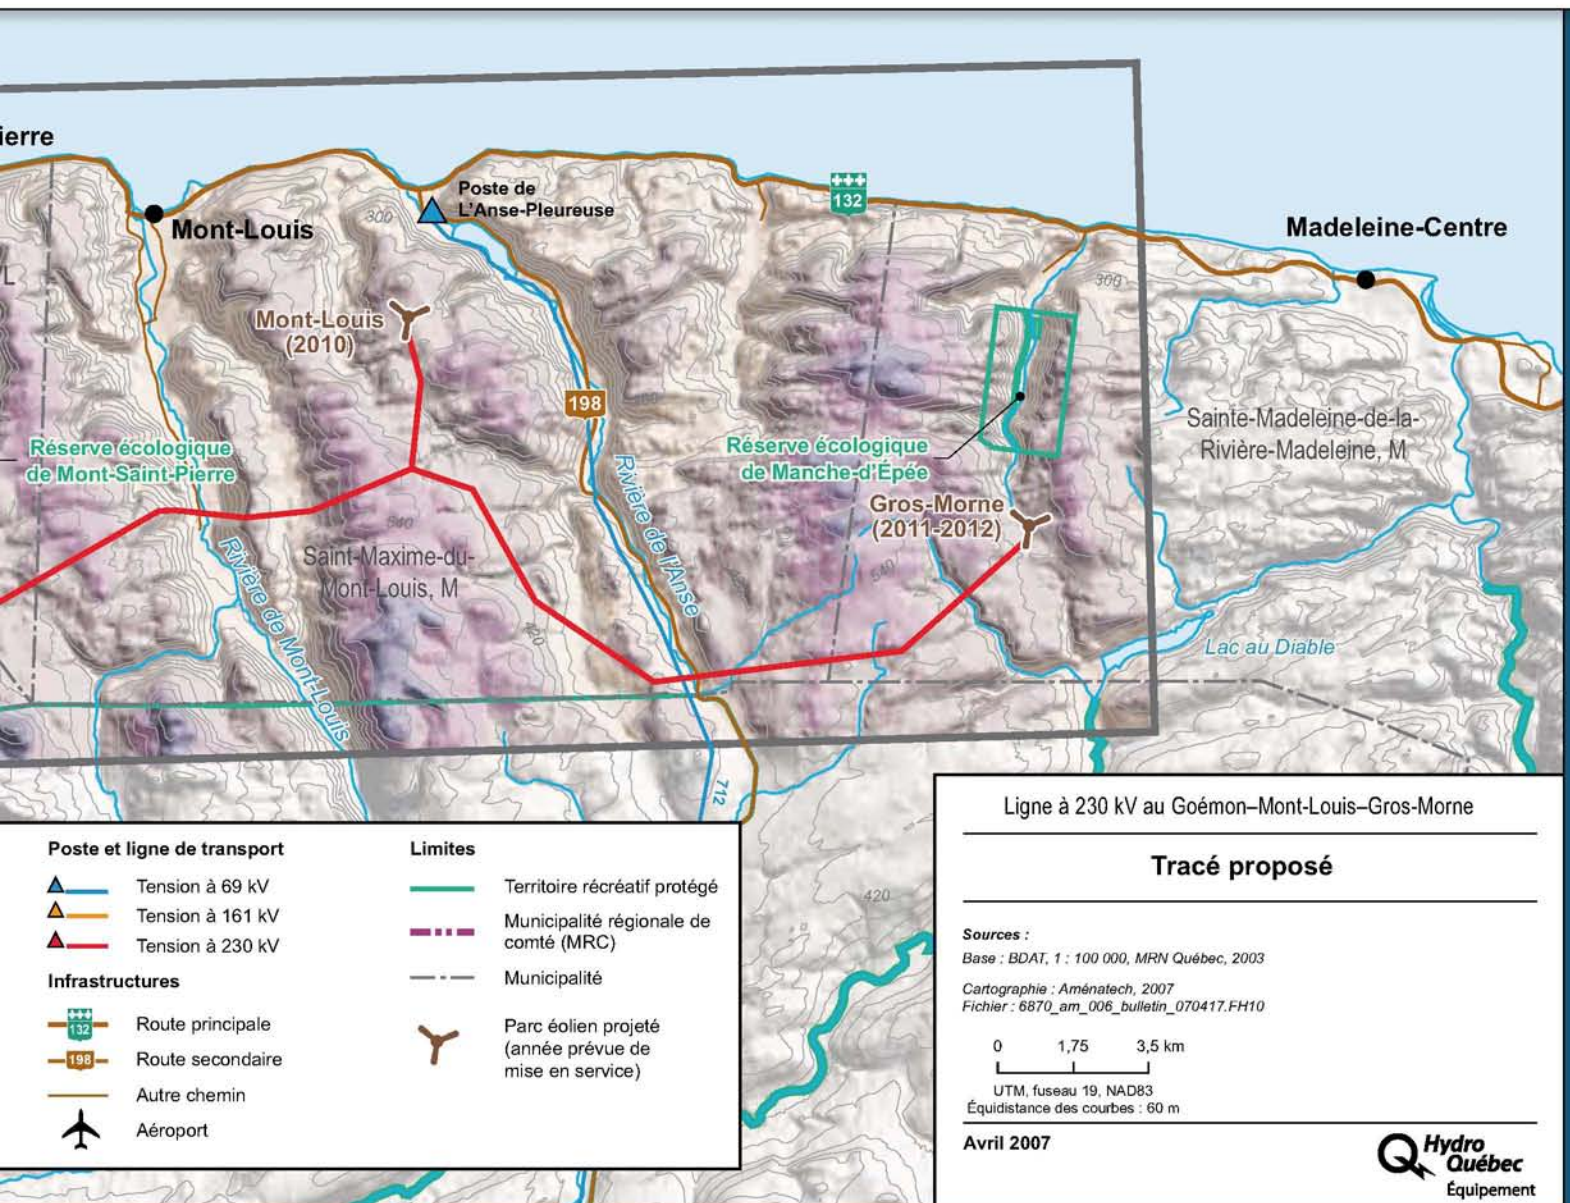 ierre
Mont-Louis
Poste de
L'Anse-Pleureuse
132
Madeleine-Centre
300
300
L
Mont-Louis
(2010)
198
Réserve écologique
de Mont-Saint-Pierre
Réserve écologique
de Manche-d'Épée
Sainte-Madeleine-de-la-
Rivière-Madeleine, M
Gros-Morne
(2011-2012)
Rivière de l'Anse
640
540
Saint-Maxime-du-
Mont-Louis, M
Rivière de Mont-Louis
420
Lac au Diable
712
420
Poste et ligne de transport
Tension à 69 kV
Tension à 161 kV
Tension à 230 kV
Infrastructures
132
Route principale
198
Route secondaire
Autre chemin
Aéroport
Limites
Territoire récréatif protégé
Municipalité régionale de
comté (MRC)
Municipalité
Parc éolien projeté
(année prévue de
mise en service)
Ligne à 230 kV au Goémon–Mont-Louis–Gros-Morne
Tracé proposé
Sources :
Base : BDAT, 1 : 100 000, MRN Québec, 2003
Cartographie : Aménatech, 2007
Fichier : 6870_am_006_bulletin_070417.FH10
0 1,75 3,5 km
UTM, fuseau 19, NAD83
Équidistance des courbes : 60 m
Avril 2007
Hydro
Québec
Équipement